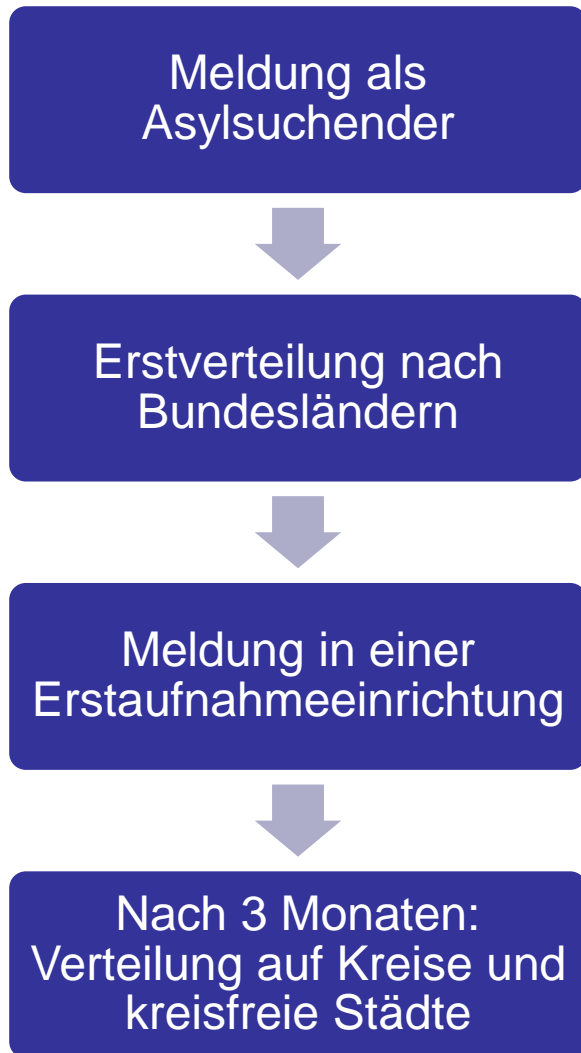 Meldung als
Asylsuchender
Erstverteilung nach
Bundesländern
Meldung in einer
Erstaufnahmeeinrichtung
Nach 3 Monaten:
Verteilung auf Kreise und
kreisfreie Städte